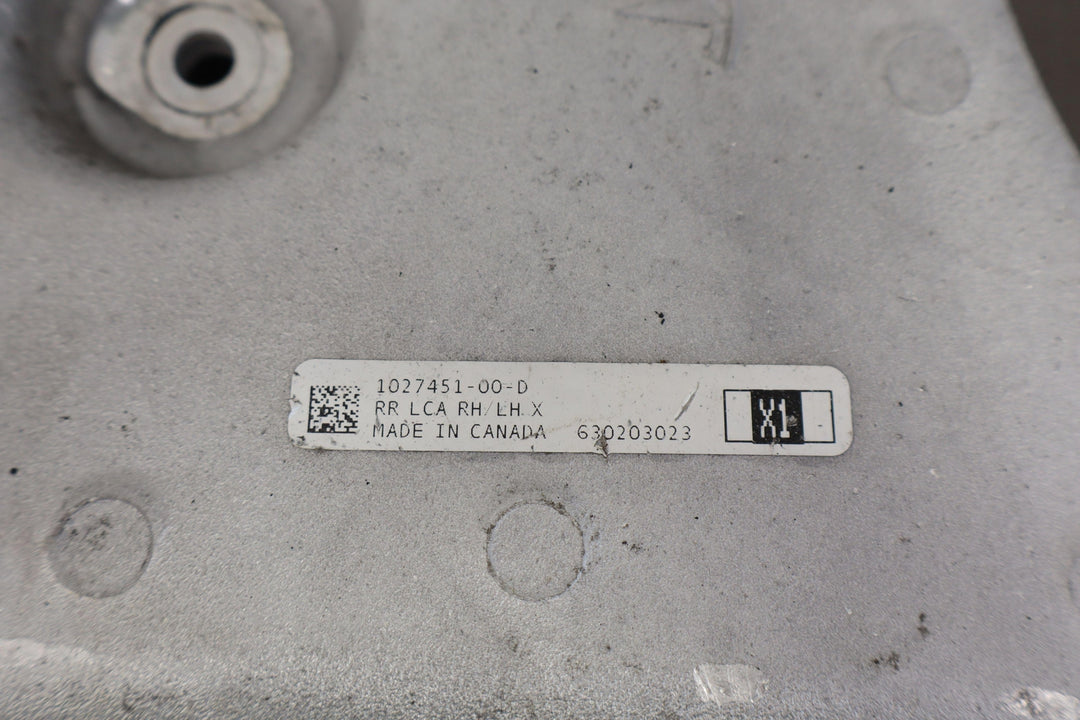 1027451-00-D
RR LCA RH/LH X
MADE IN CANADA 630203023
X1